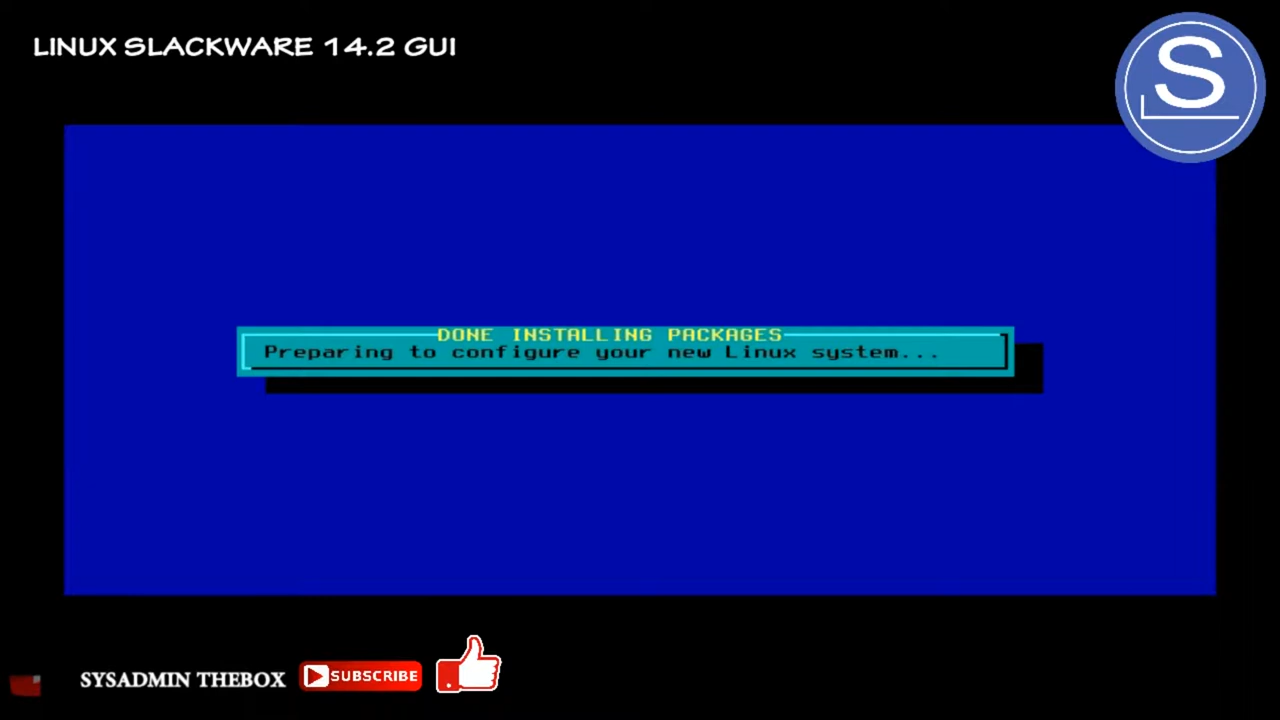 LINUX SLACKWARE 14.2 GUI
S
DONE INSTALLING PACKAGES
Preparing to configure your new Linux system...
SYSADMIN THEBOX
SUBSCRIBE